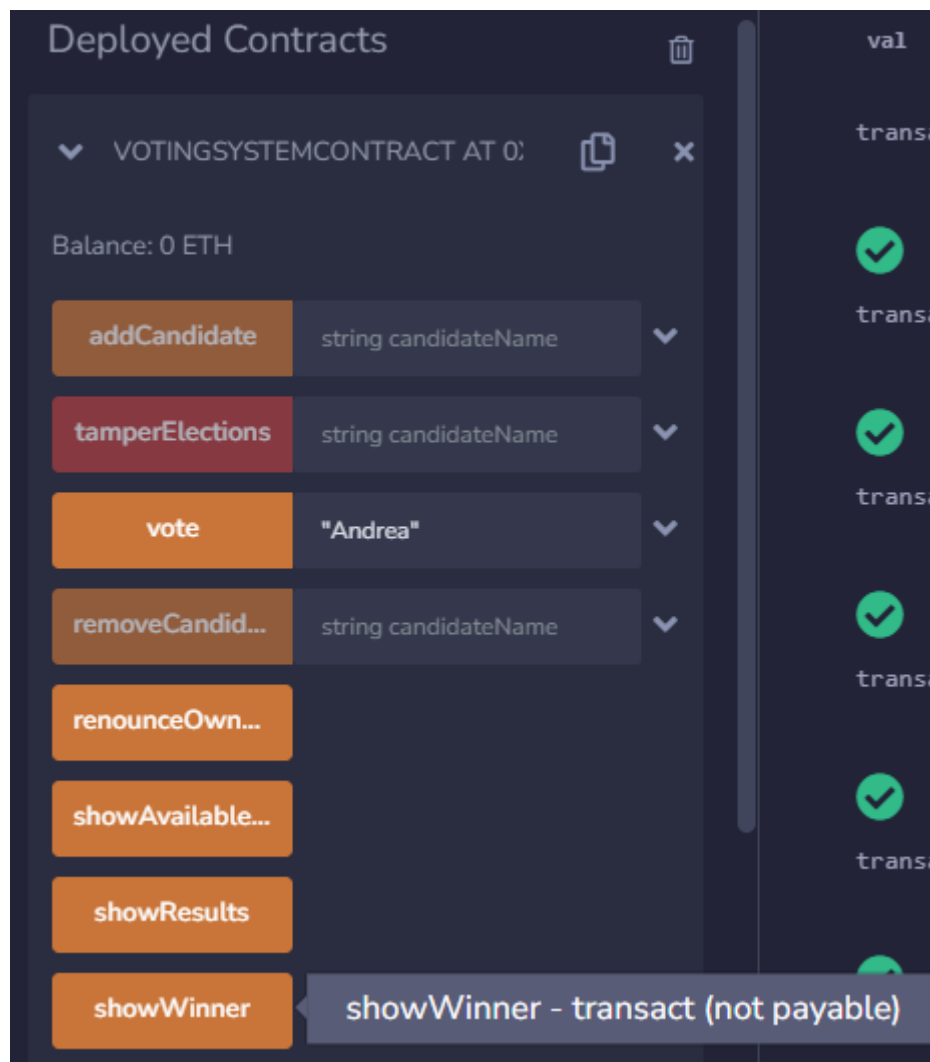 Deployed Contracts
VOTINGSYSTEMCONTRACT AT 0X
Balance: 0 ETH
addCandidate string candidateName
tamperElections string candidateName
vote "Andrea"
removeCandid... string candidateName
renounceOwn...
showAvailable...
showResults
showWinner
showWinner - transact (not payable)
val
transa
transa
transa
transa
transa